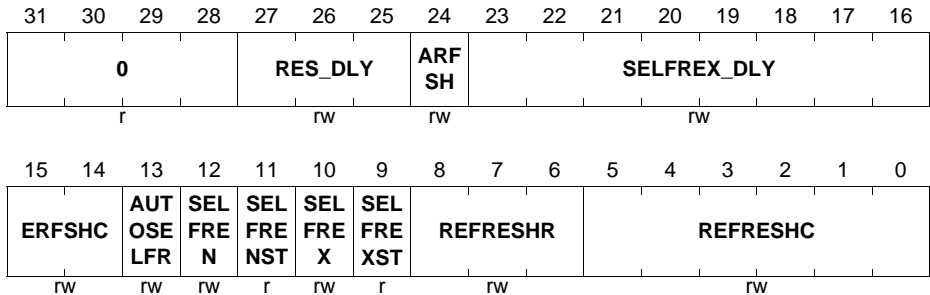 31 30 29 28 27 26 25 24 23 22 21 20 19 18 17 16
0 RES_DLY ARF SH SELFREX_DLY
r rw rw rw
15 14 13 12 11 10 9 8 7 6 5 4 3 2 1 0
ERFSHC AUT OSE LFR SEL FRE N SEL FRE NST SEL FRE X SEL FRE XST REFRESHR REFRESHC
rw rw rw r rw r rw rw